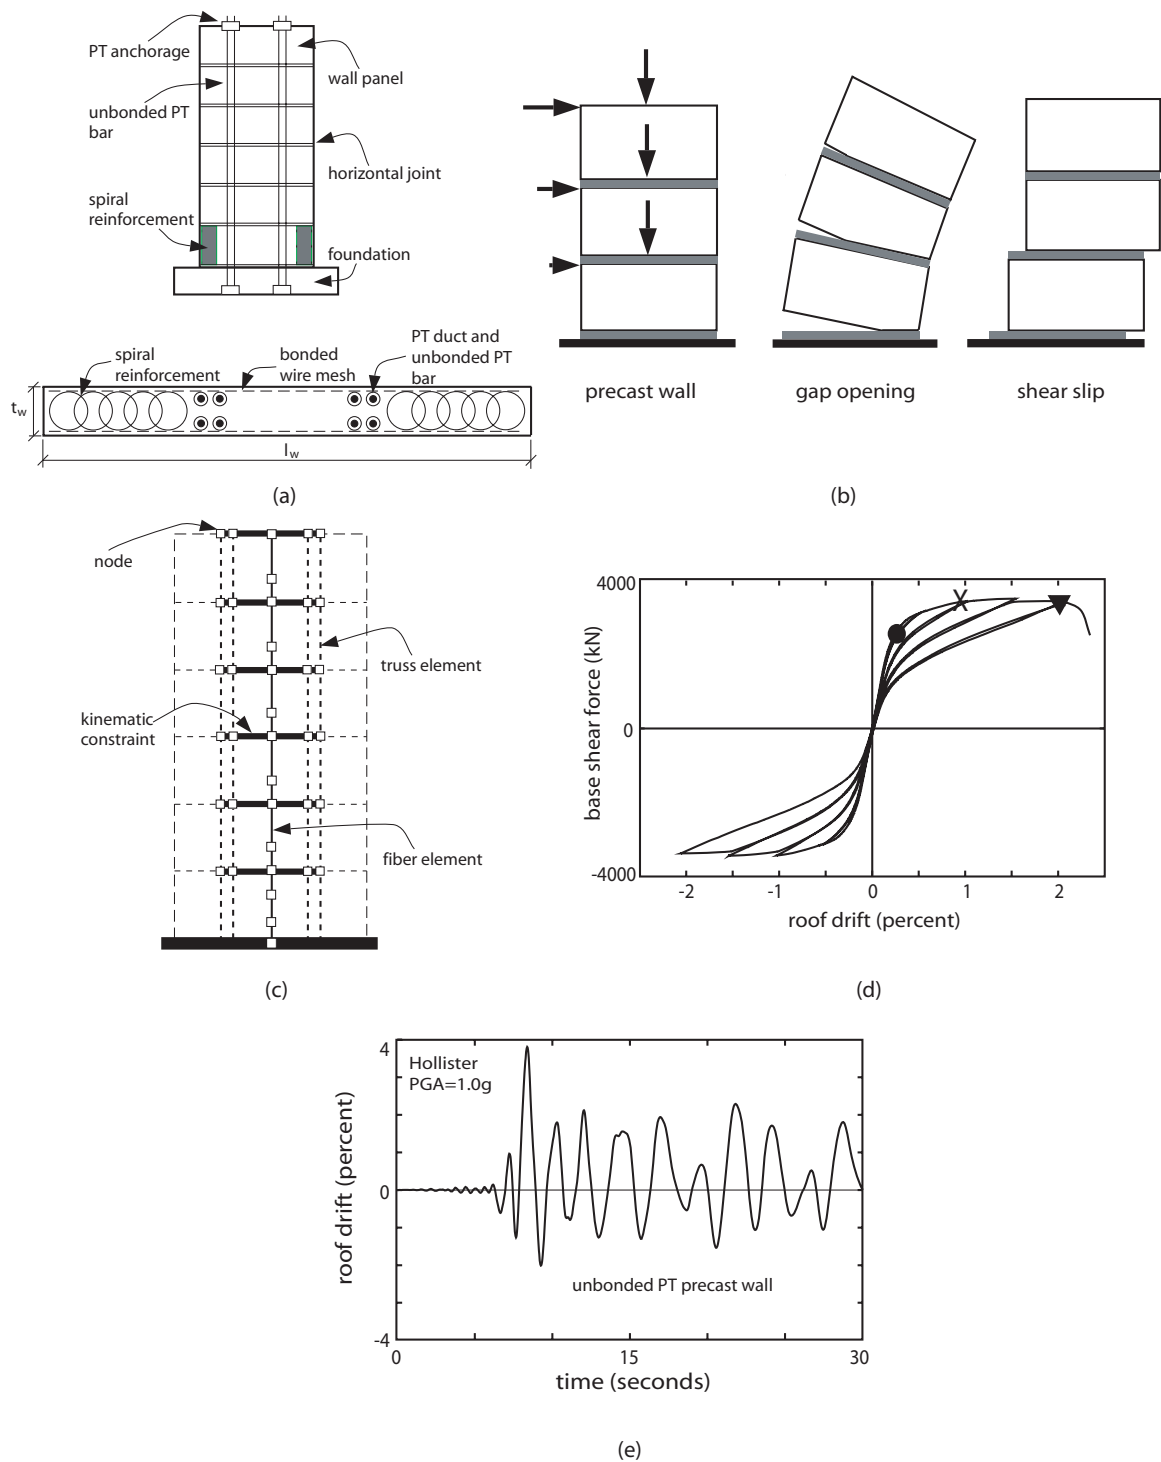 PT anchorage
wall panel
unbonded PT
bar
horizontal joint
spiral
reinforcement
foundation
spiral
reinforcement
bonded
wire mesh
PT duct and
unbonded PT
bar
tw
lw
(a)
precast wall
gap opening
shear slip
(b)
node
truss element
kinematic
constraint
fiber element
(c)
4000
X
base shear force (kN)
0
-4000
-2
-1
0
1
2
roof drift (percent)
(d)
4
Hollister
PGA=1.0g
roof drift (percent)
0
unbonded PT precast wall
-4
0
15
30
time (seconds)
(e)